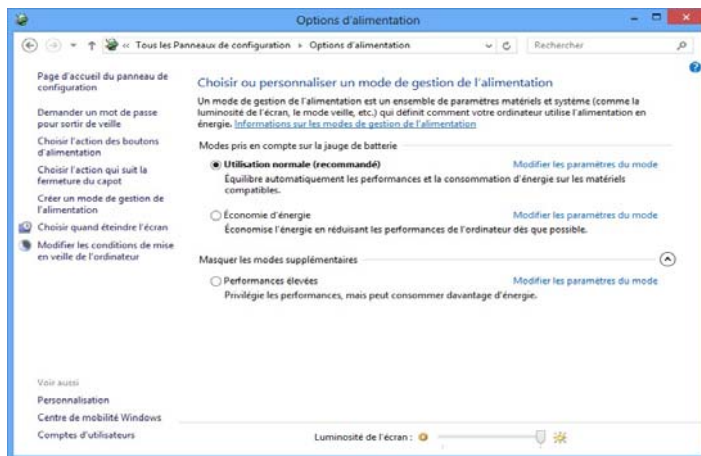 Options d'alimentation
« Tous les Panneaux de configuration › Options d'alimentation
Rechercher
Page d'accueil du panneau de
configuration
Demander un mot de passe
pour sortir de veille
Choisir l'action des boutons
d'alimentation
Choisir l'action qui suit la
fermeture du capot
Créer un mode de gestion de
l'alimentation
Choisir quand éteindre l'écran
Modifier les conditions de mise
en veille de l'ordinateur
Voir aussi
Personnalisation
Centre de mobilité Windows
Comptes d'utilisateurs
Choisir ou personnaliser un mode de gestion de l'alimentation
Un mode de gestion de l'alimentation est un ensemble de paramètres matériels et système (comme la
luminosité de l'écran, le mode veille, etc.) qui définit comment votre ordinateur utilise l'alimentation en
énergie. Informations sur les modes de gestion de l'alimentation
Modes pris en compte sur la jauge de batterie
Utilisation normale (recommandé) Modifier les paramètres du mode
Équilibre automatiquement les performances et la consommation d'énergie sur les matériels
compatibles.
Économie d'énergie Modifier les paramètres du mode
Économise l'énergie en réduisant les performances de l'ordinateur dès que possible.
Masquer les modes supplémentaires
Performances élevées Modifier les paramètres du mode
Privilégie les performances, mais peut consommer davantage d'énergie.
Luminosité de l'écran :